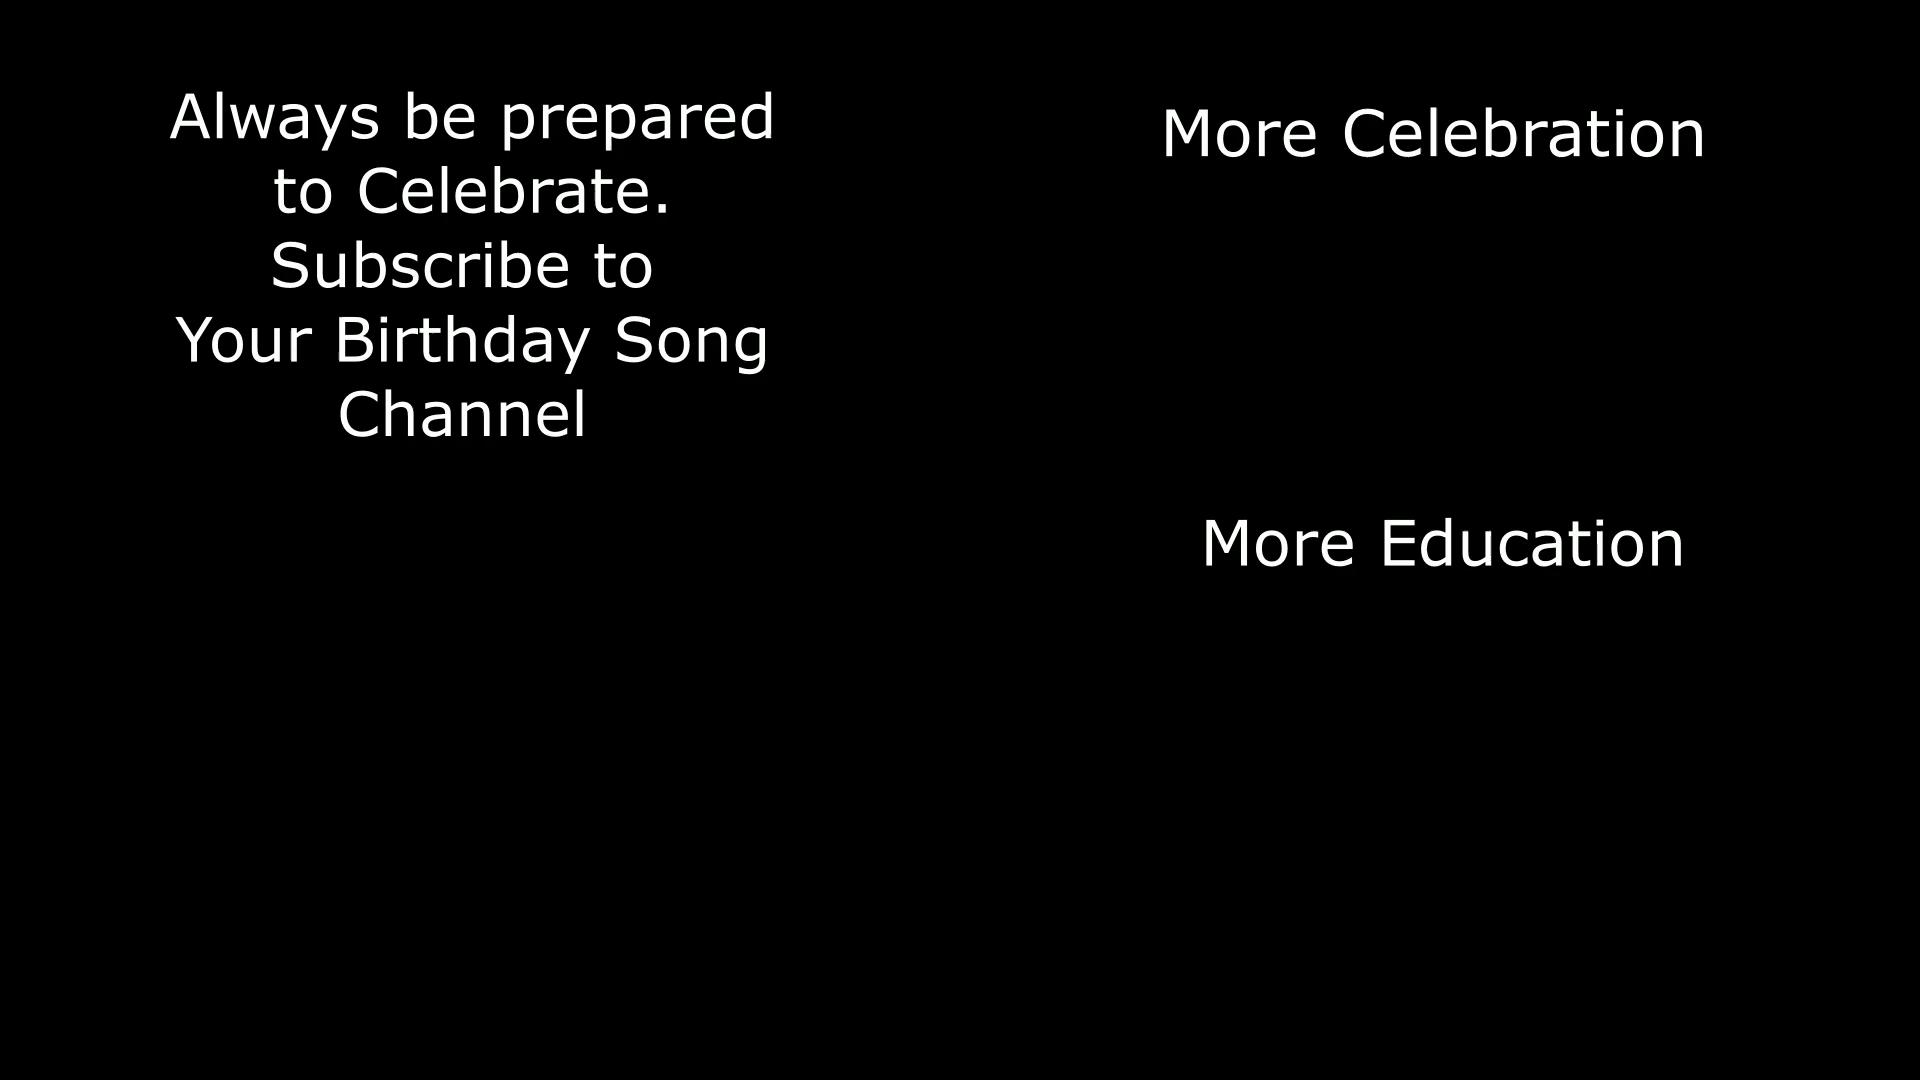 Always be prepared
to Celebrate.
Subscribe to
Your Birthday Song
Channel
More Celebration
More Education